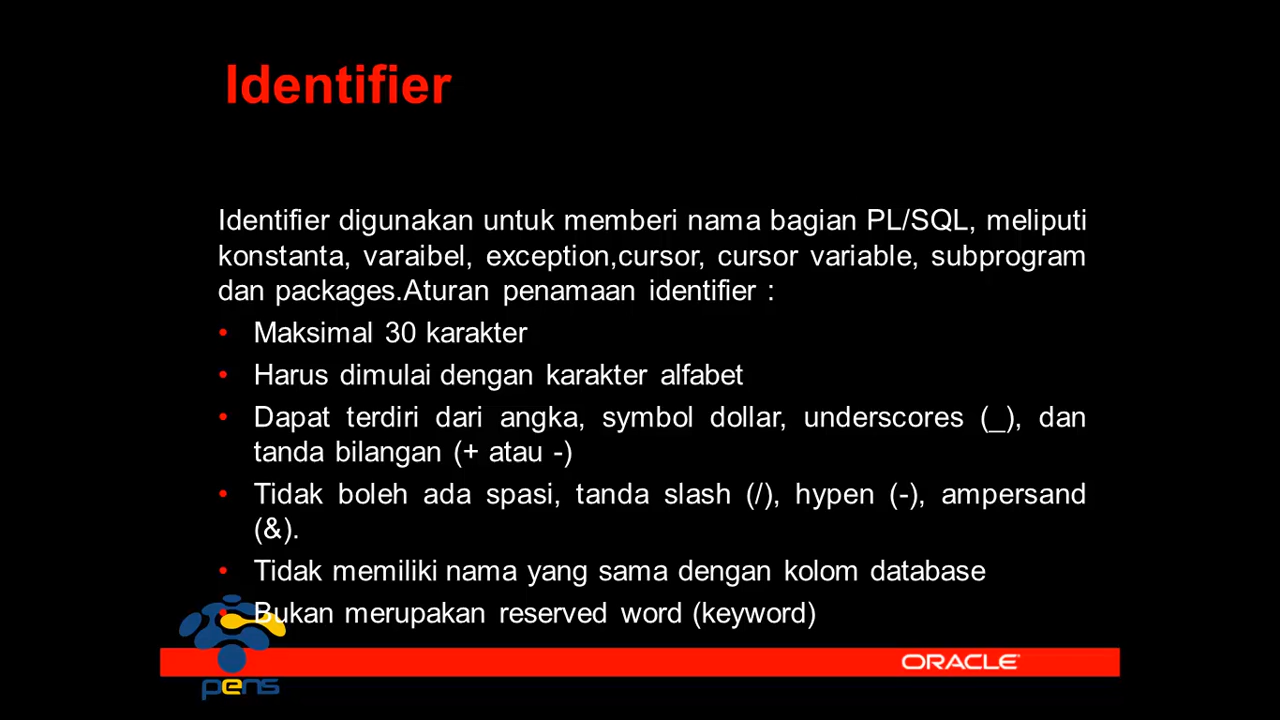 Identifier
Identifier digunakan untuk memberi nama bagian PL/SQL, meliputi
konstanta, varaibel, exception,cursor, cursor variable, subprogram
dan packages.Aturan penamaan identifier :
• Maksimal 30 karakter
• Harus dimulai dengan karakter alfabet
• Dapat terdiri dari angka, symbol dollar, underscores (_), dan
tanda bilangan (+ atau -)
• Tidak boleh ada spasi, tanda slash (/), hypen (-), ampersand
(&).
• Tidak memiliki nama yang sama dengan kolom database
• Bukan merupakan reserved word (keyword)
ORACLE
pens